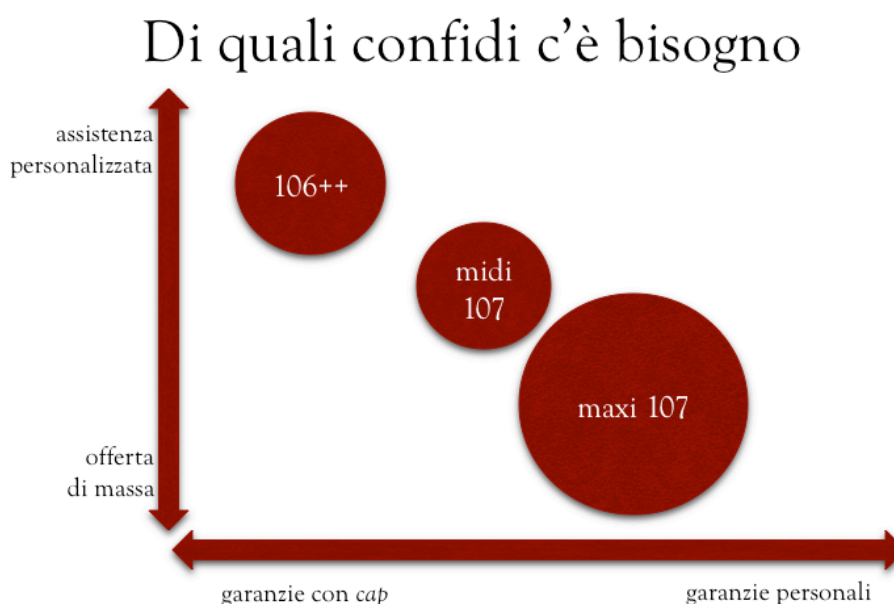 Di quali confidi c'è bisogno
assistenza
personalizzata
106++
midi
107
maxi 107
offerta
di massa
garanzie con cap
garanzie personali